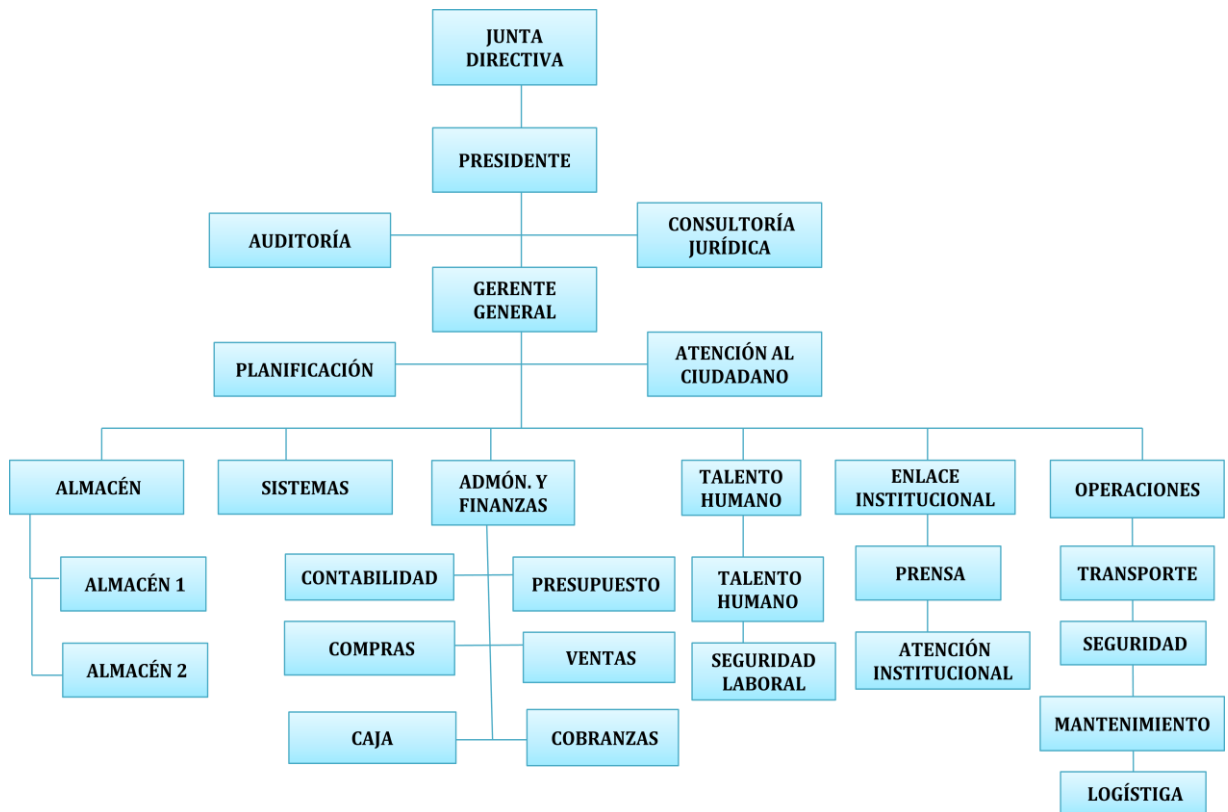 JUNTA
DIRECTIVA
PRESIDENTE
AUDITORÍA
CONSULTORÍA
JURÍDICA
GERENTE
GENERAL
PLANIFICACIÓN
ATENCIÓN AL
CIUDADANO
ALMACÉN
SISTEMAS
ADMÓN. Y
FINANZAS
TALENTO
HUMANO
ENLACE
INSTITUCIONAL
OPERACIONES
ALMACÉN 1
ALMACÉN 2
CONTABILIDAD
PRESUPUESTO
COMPRAS
VENTAS
CAJA
COBRANZAS
TALENTO
HUMANO
SEGURIDAD
LABORAL
PRENSA
ATENCIÓN
INSTITUCIONAL
TRANSPORTE
SEGURIDAD
MANTENIMIENTO
LOGÍSTIGA